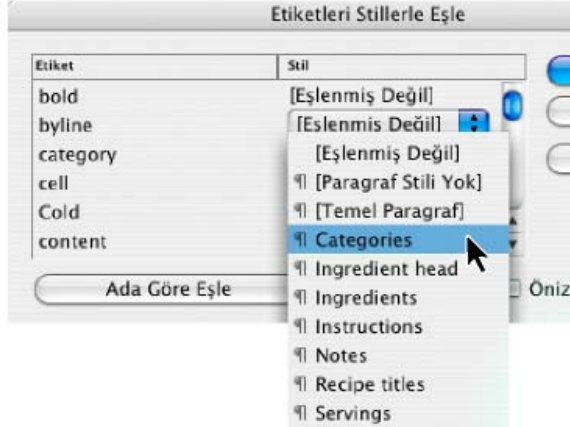 Etiketleri Stillerle Eşle
Etiket Stil
bold [Eşlenmiş Değil]
byline [Eşlenmiş Değil]
category [Eşlenmiş Değil]
cell ¶ [Paragraf Stili Yok]
Cold ¶ [Temel Paragraf]
content ¶ Categories
¶ Ingredient head
Ada Göre Eşle ¶ Ingredients Öniz
¶ Instructions
¶ Notes
¶ Recipe titles
¶ Servings